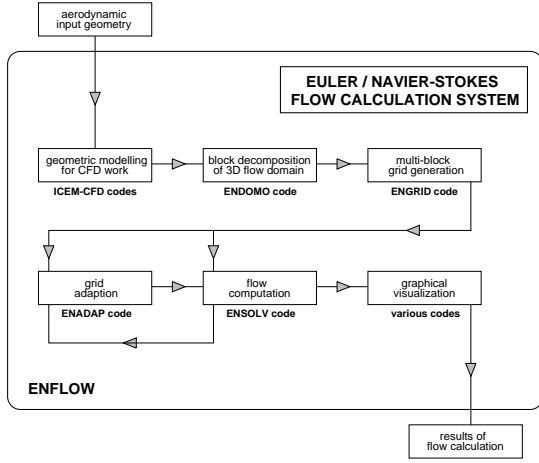 aerodynamic
input geometry
EULER / NAVIER-STOKES
FLOW CALCULATION SYSTEM
geometric modelling
for CFD work
ICEM-CFD codes
block decomposition
of 3D flow domain
ENDOMO code
multi-block
grid generation
ENGRID code
grid
adaption
ENADAP code
flow
computation
ENSOLV code
graphical
visualization
various codes
ENFLOW
results of
flow calculation